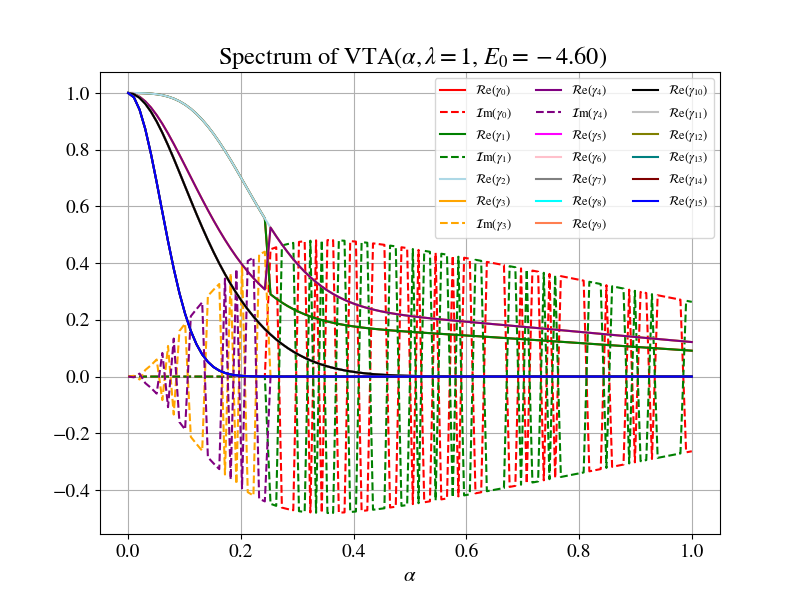 Spectrum of VTA(α, λ = 1, E₀ = −4.60)
1.0
0.8
0.6
0.4
0.2
0.0
−0.2
−0.4
0.0 0.2 0.4 0.6 0.8 1.0
α
ℛe(γ₀)
ℐm(γ₀)
ℛe(γ₁)
ℐm(γ₁)
ℛe(γ₂)
ℛe(γ₃)
ℐm(γ₃)
ℛe(γ₄)
ℐm(γ₄)
ℛe(γ₅)
ℛe(γ₆)
ℛe(γ₇)
ℛe(γ₈)
ℛe(γ₉)
ℛe(γ₁₀)
ℛe(γ₁₁)
ℛe(γ₁₂)
ℛe(γ₁₃)
ℛe(γ₁₄)
ℛe(γ₁₅)